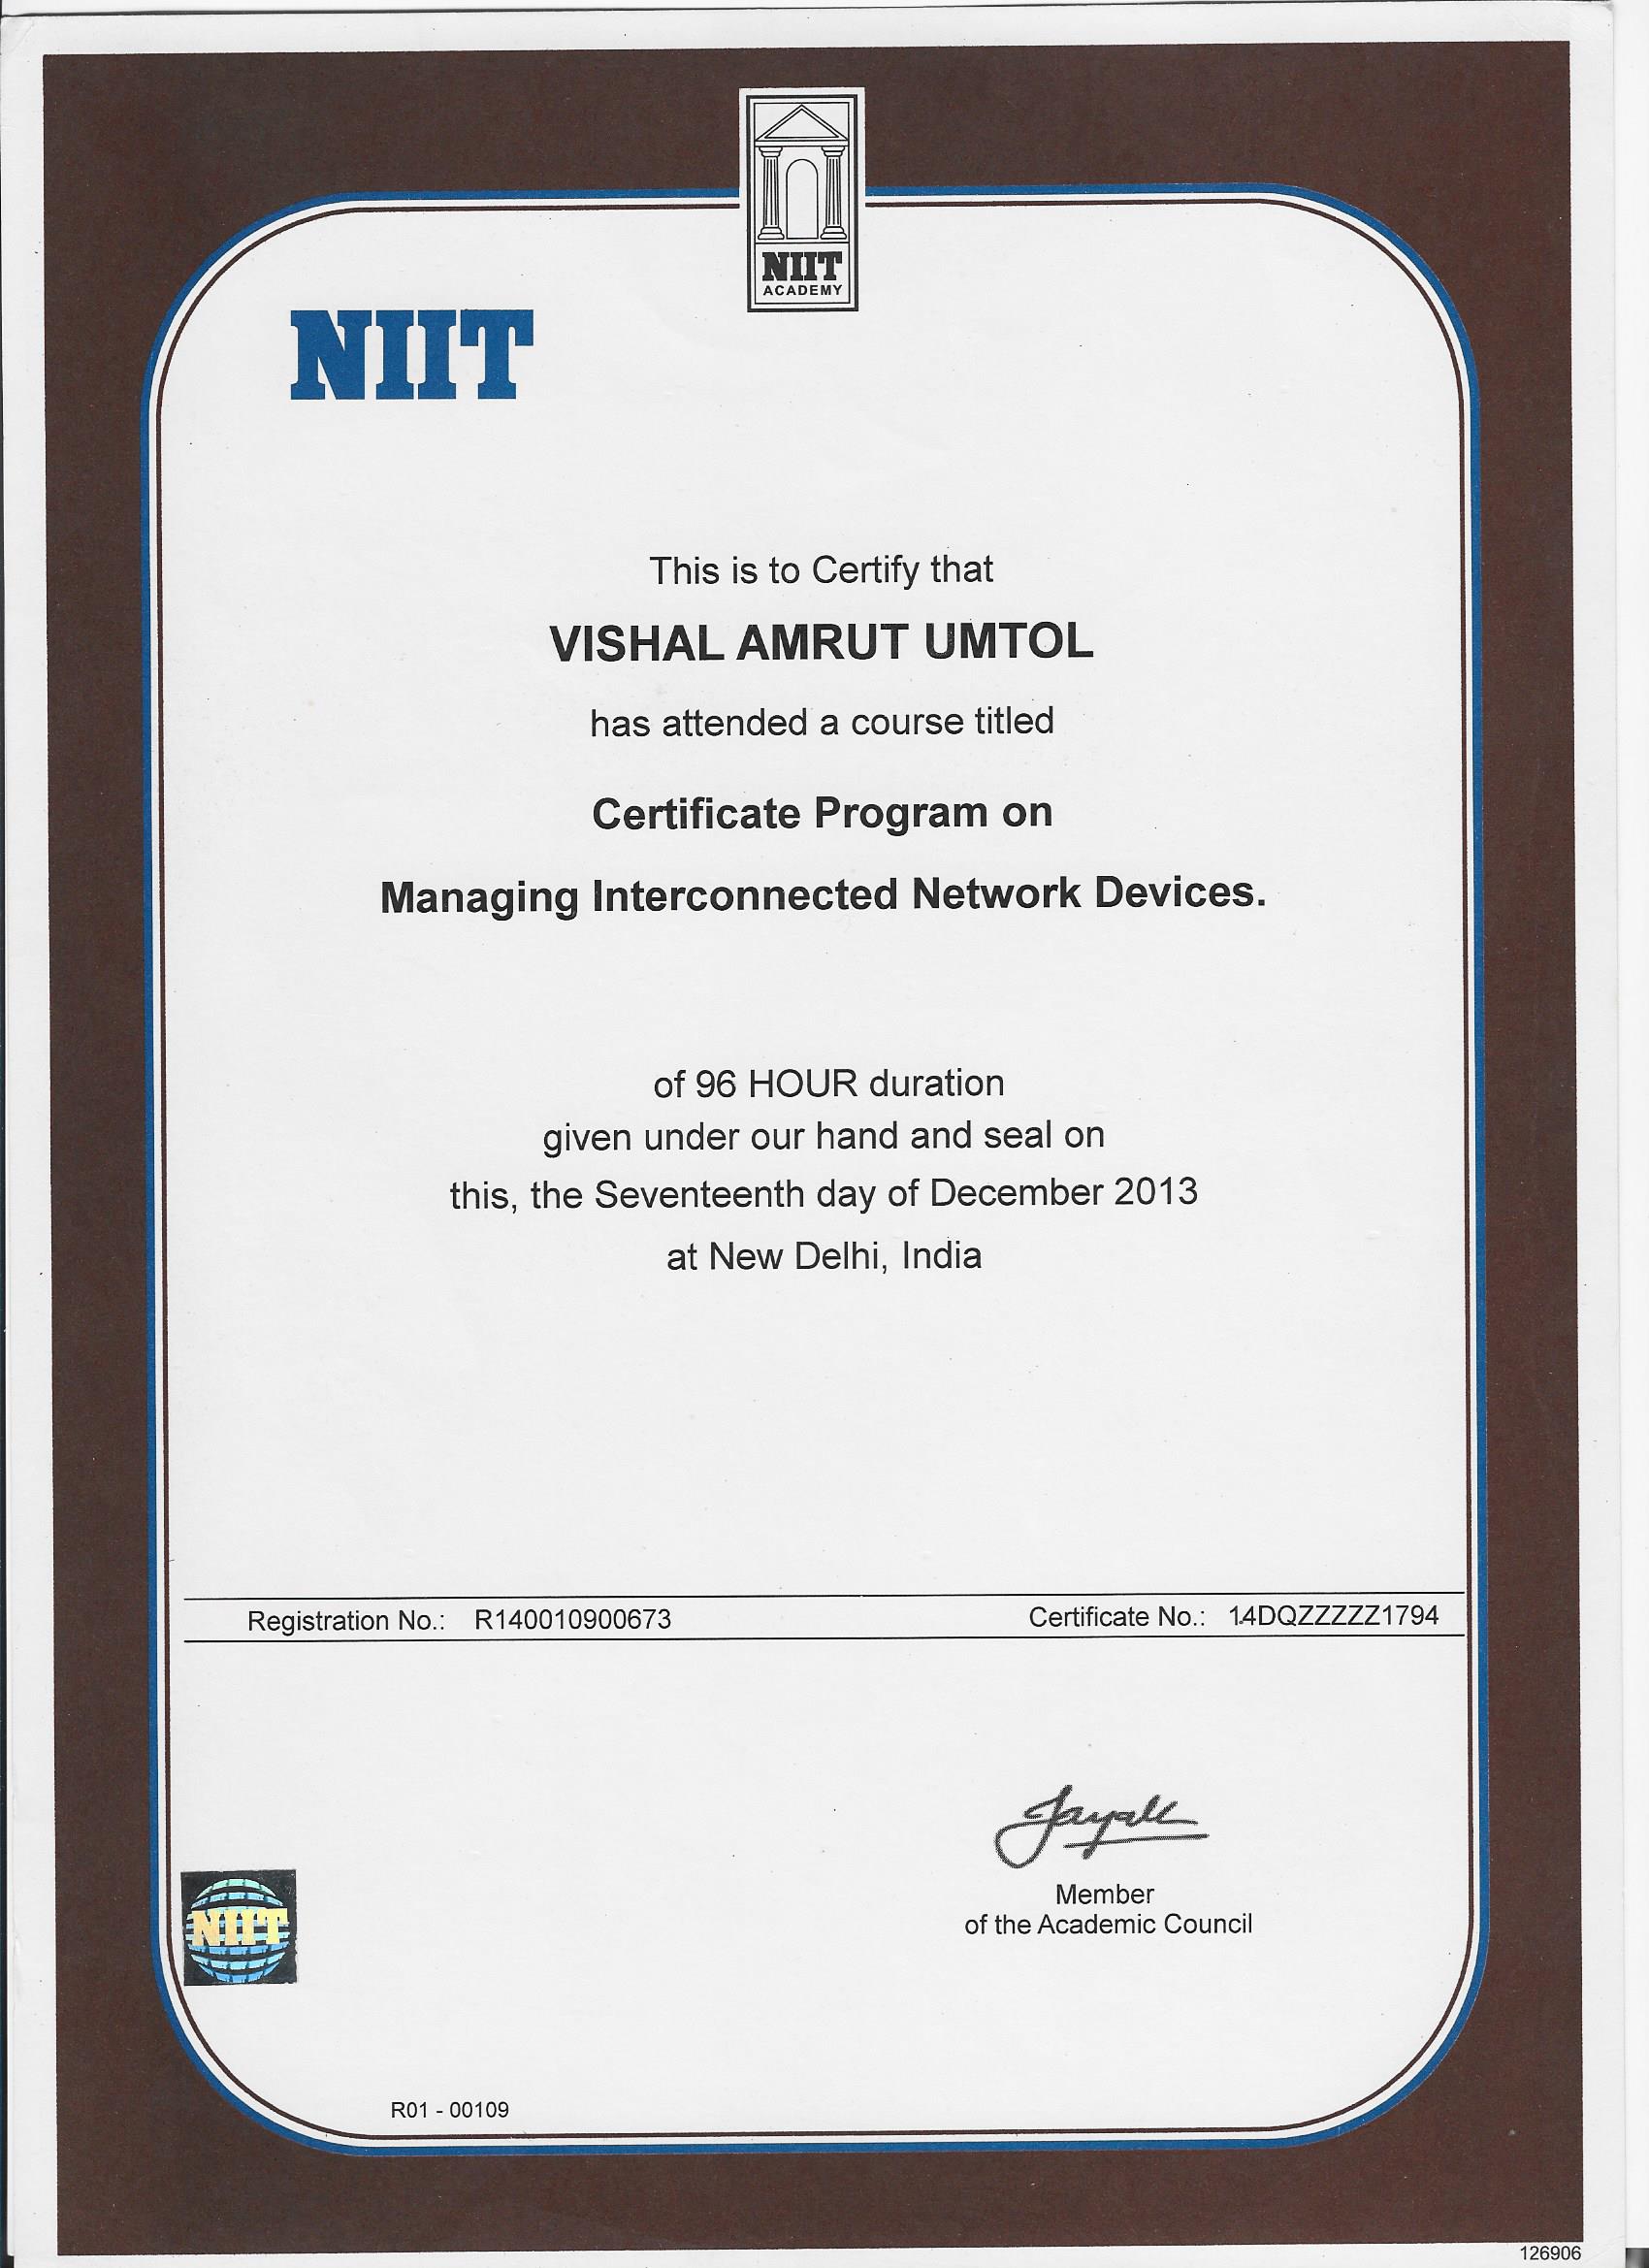 NIIT
ACADEMY
NIIT
This is to Certify that
VISHAL AMRUT UMTOL
has attended a course titled
Certificate Program on
Managing Interconnected Network Devices.
of 96 HOUR duration
given under our hand and seal on
this, the Seventeenth day of December 2013
at New Delhi, India
Registration No.: R140010900673 Certificate No.: 14DQZZZZZ1794
Member
of the Academic Council
NIIT
R01 - 00109
126906